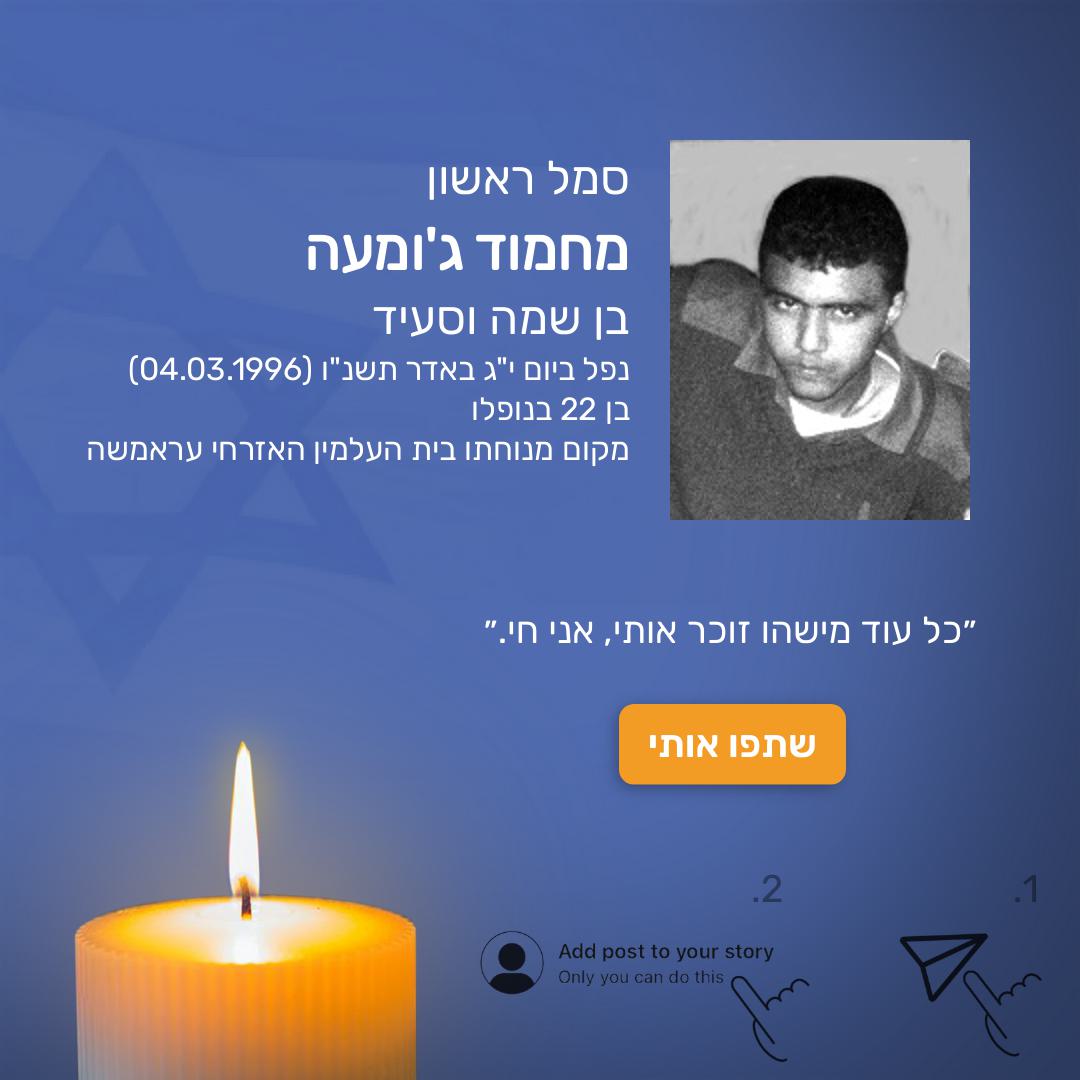 סמל ראשון
מחמוד ג'ומעה
בן שמה וסעיד
נפל ביום י"ג באדר תשנ"ו (04.03.1996)
בן 22 בנופלו
מקום מנוחתו בית העלמין האזרחי עראמשה
״כל עוד מישהו זוכר אותי, אני חי.״
שתפו אותי
1.
2.
Add post to your story
Only you can do this